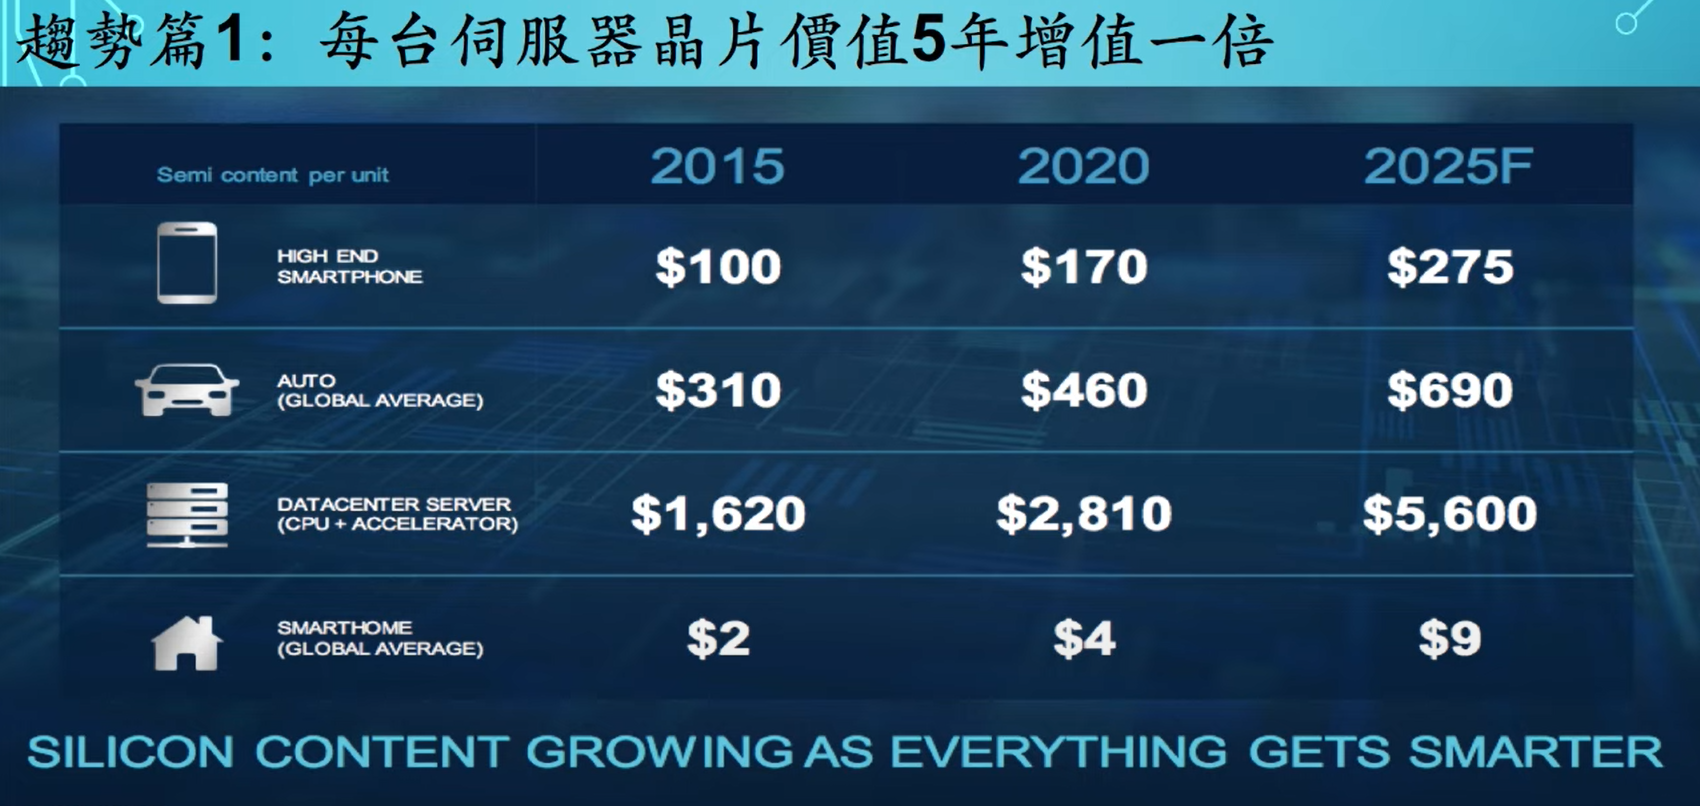 趨勢篇1：每台伺服器晶片價值5年增值一倍
Semi content per unit 2015 2020 2025F
HIGH END
SMARTPHONE
$100 $170 $275
AUTO
(GLOBAL AVERAGE)
$310 $460 $690
DATACENTER SERVER
(CPU + ACCELERATOR)
$1,620 $2,810 $5,600
SMARTHOME
(GLOBAL AVERAGE)
$2 $4 $9
SILICON CONTENT GROWING AS EVERYTHING GETS SMARTER